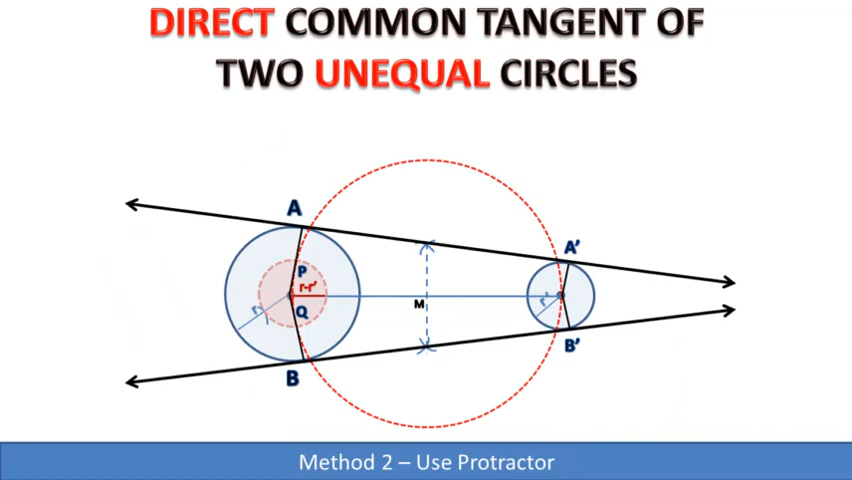 DIRECT COMMON TANGENT OF
TWO UNEQUAL CIRCLES
A
A'
P
r-r'
r
r'
M
Q
B'
B
Method 2 – Use Protractor